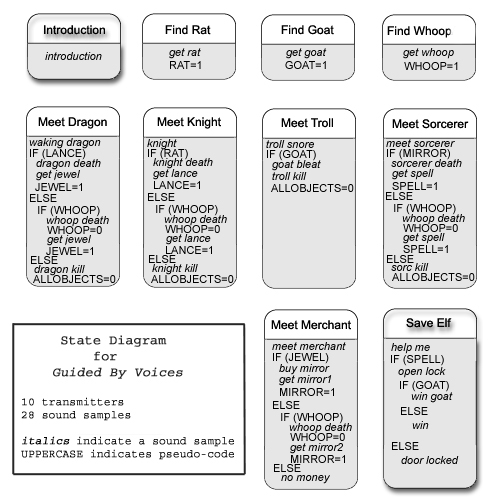 Introduction
introduction
Find Rat
get rat
RAT=1
Find Goat
get goat
GOAT=1
Find Whoop
get whoop
WHOOP=1
Meet Dragon
waking dragon
IF (LANCE)
dragon death
get jewel
JEWEL=1
ELSE
IF (WHOOP)
whoop death
WHOOP=0
get jewel
JEWEL=1
ELSE
dragon kill
ALLOBJECTS=0
Meet Knight
knight
IF (RAT)
knight death
get lance
LANCE=1
ELSE
IF (WHOOP)
whoop death
WHOOP=0
get lance
LANCE=1
ELSE
knight kill
ALLOBJECTS=0
Meet Troll
troll snore
IF (GOAT)
goat bleat
troll kill
ALLOBJECTS=0
Meet Sorcerer
meet sorcerer
IF (MIRROR)
sorcerer death
get spell
SPELL=1
ELSE
IF (WHOOP)
whoop death
WHOOP=0
get spell
SPELL=1
ELSE
sorc kill
ALLOBJECTS=0
State Diagram
for
Guided By Voices
10 transmitters
28 sound samples
italics indicate a sound sample
UPPERCASE indicates pseudo-code
Meet Merchant
meet merchant
IF (JEWEL)
buy mirror
get mirror1
MIRROR=1
ELSE
IF (WHOOP)
whoop death
WHOOP=0
get mirror2
MIRROR=1
ELSE
no money
Save Elf
help me
IF (SPELL)
open lock
IF (GOAT)
win goat
ELSE
win
ELSE
door locked